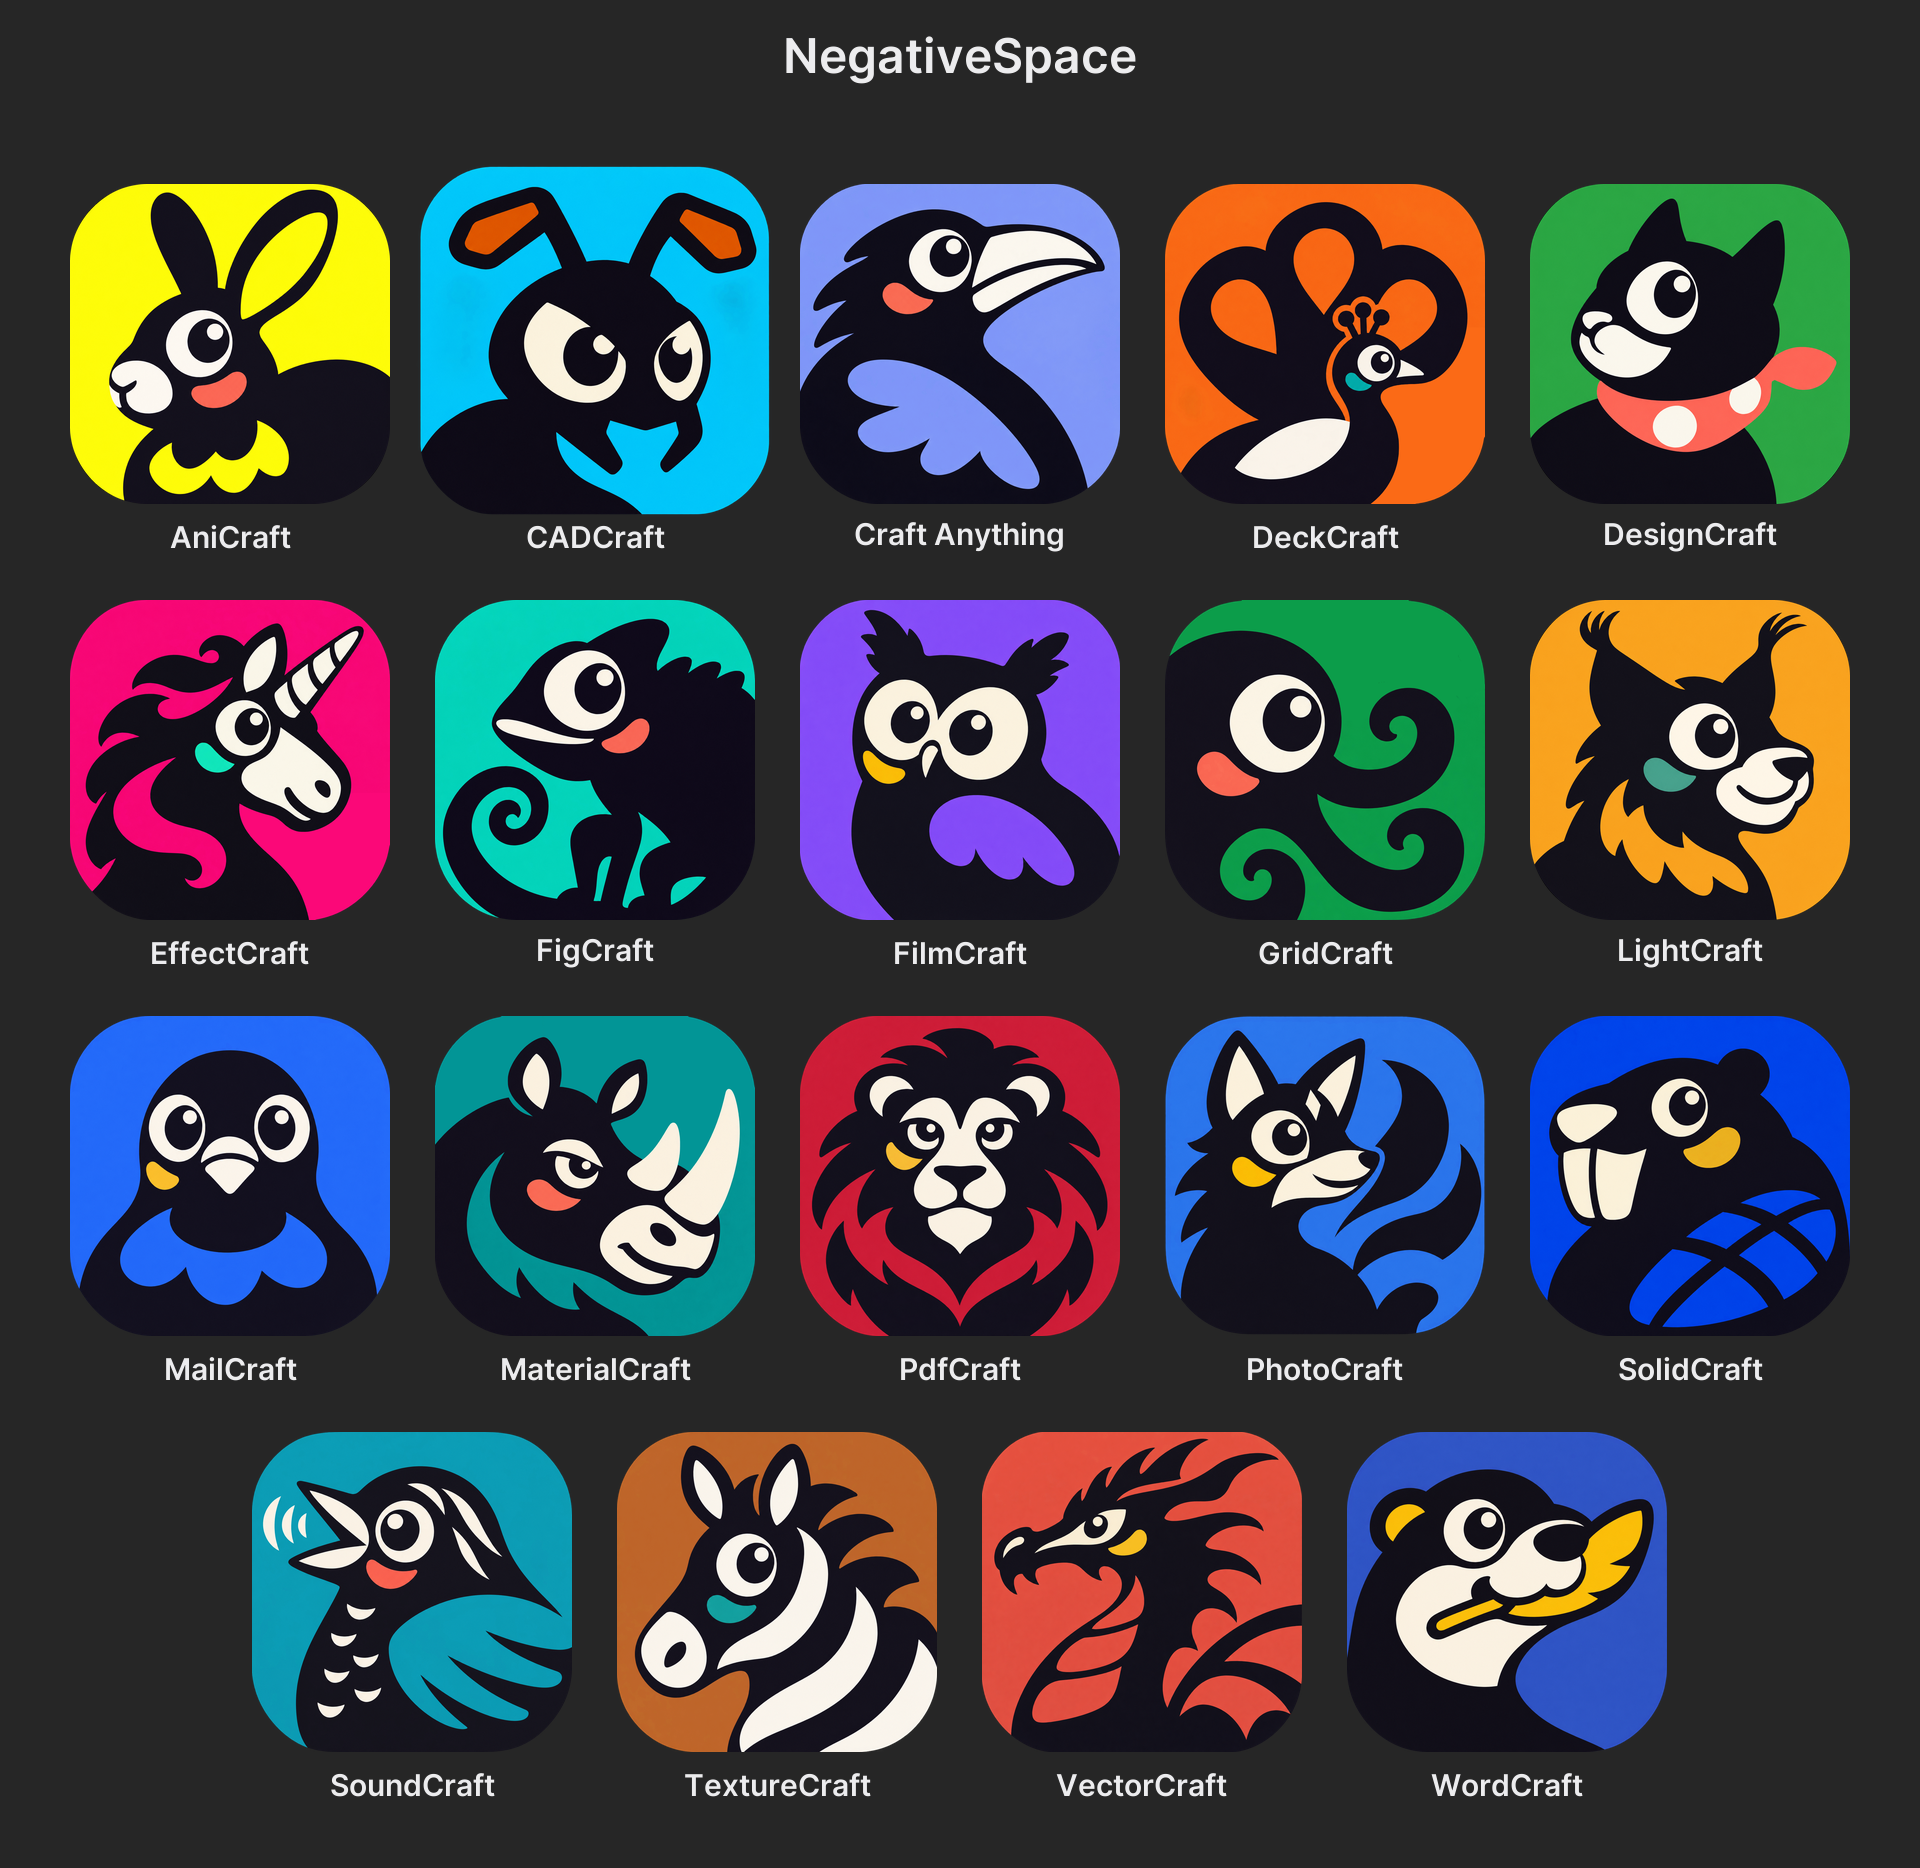 NegativeSpace
AniCraft
CADCraft
Craft Anything
DeckCraft
DesignCraft
EffectCraft
FigCraft
FilmCraft
GridCraft
LightCraft
MailCraft
MaterialCraft
PdfCraft
PhotoCraft
SolidCraft
SoundCraft
TextureCraft
VectorCraft
WordCraft